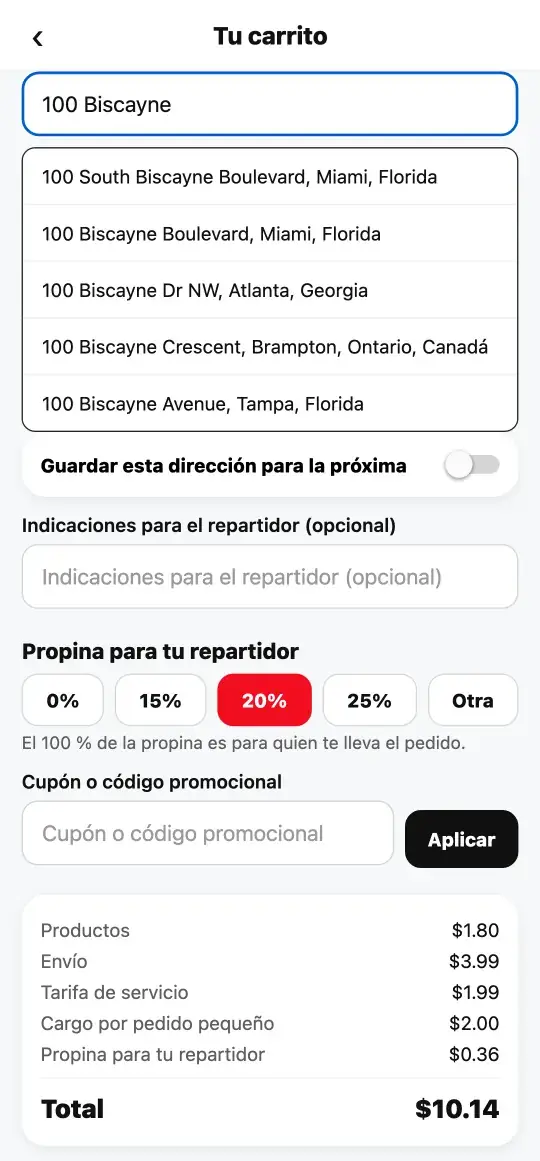 Tu carrito
100 Biscayne
100 South Biscayne Boulevard, Miami, Florida
100 Biscayne Boulevard, Miami, Florida
100 Biscayne Dr NW, Atlanta, Georgia
100 Biscayne Crescent, Brampton, Ontario, Canadá
100 Biscayne Avenue, Tampa, Florida
Guardar esta dirección para la próxima
Indicaciones para el repartidor (opcional)
Indicaciones para el repartidor (opcional)
Propina para tu repartidor
0% 15% 20% 25% Otra
El 100 % de la propina es para quien te lleva el pedido.
Cupón o código promocional
Cupón o código promocional Aplicar
Productos $1.80
Envío $3.99
Tarifa de servicio $1.99
Cargo por pedido pequeño $2.00
Propina para tu repartidor $0.36
Total $10.14